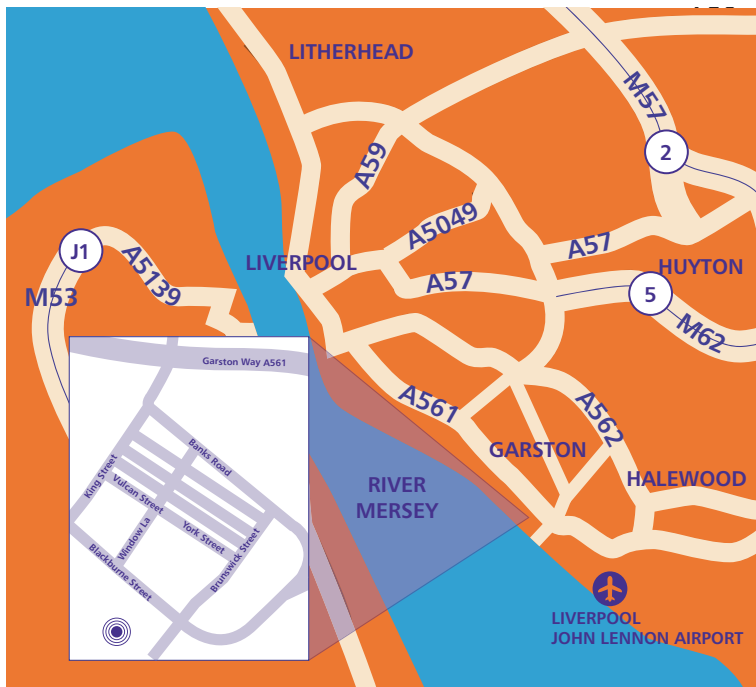 LITHERHEAD
M57
2
A59
A5049
A57
HUYTON
J1
A5139
LIVERPOOL
A57
5
M53
M62
Garston Way A561
A561
A562
Banks Road
GARSTON
King Street
Vulcan Street
HALEWOOD
RIVER
MERSEY
York Street
Window La
Brunswick Street
Blackburne Street
LIVERPOOL
JOHN LENNON AIRPORT